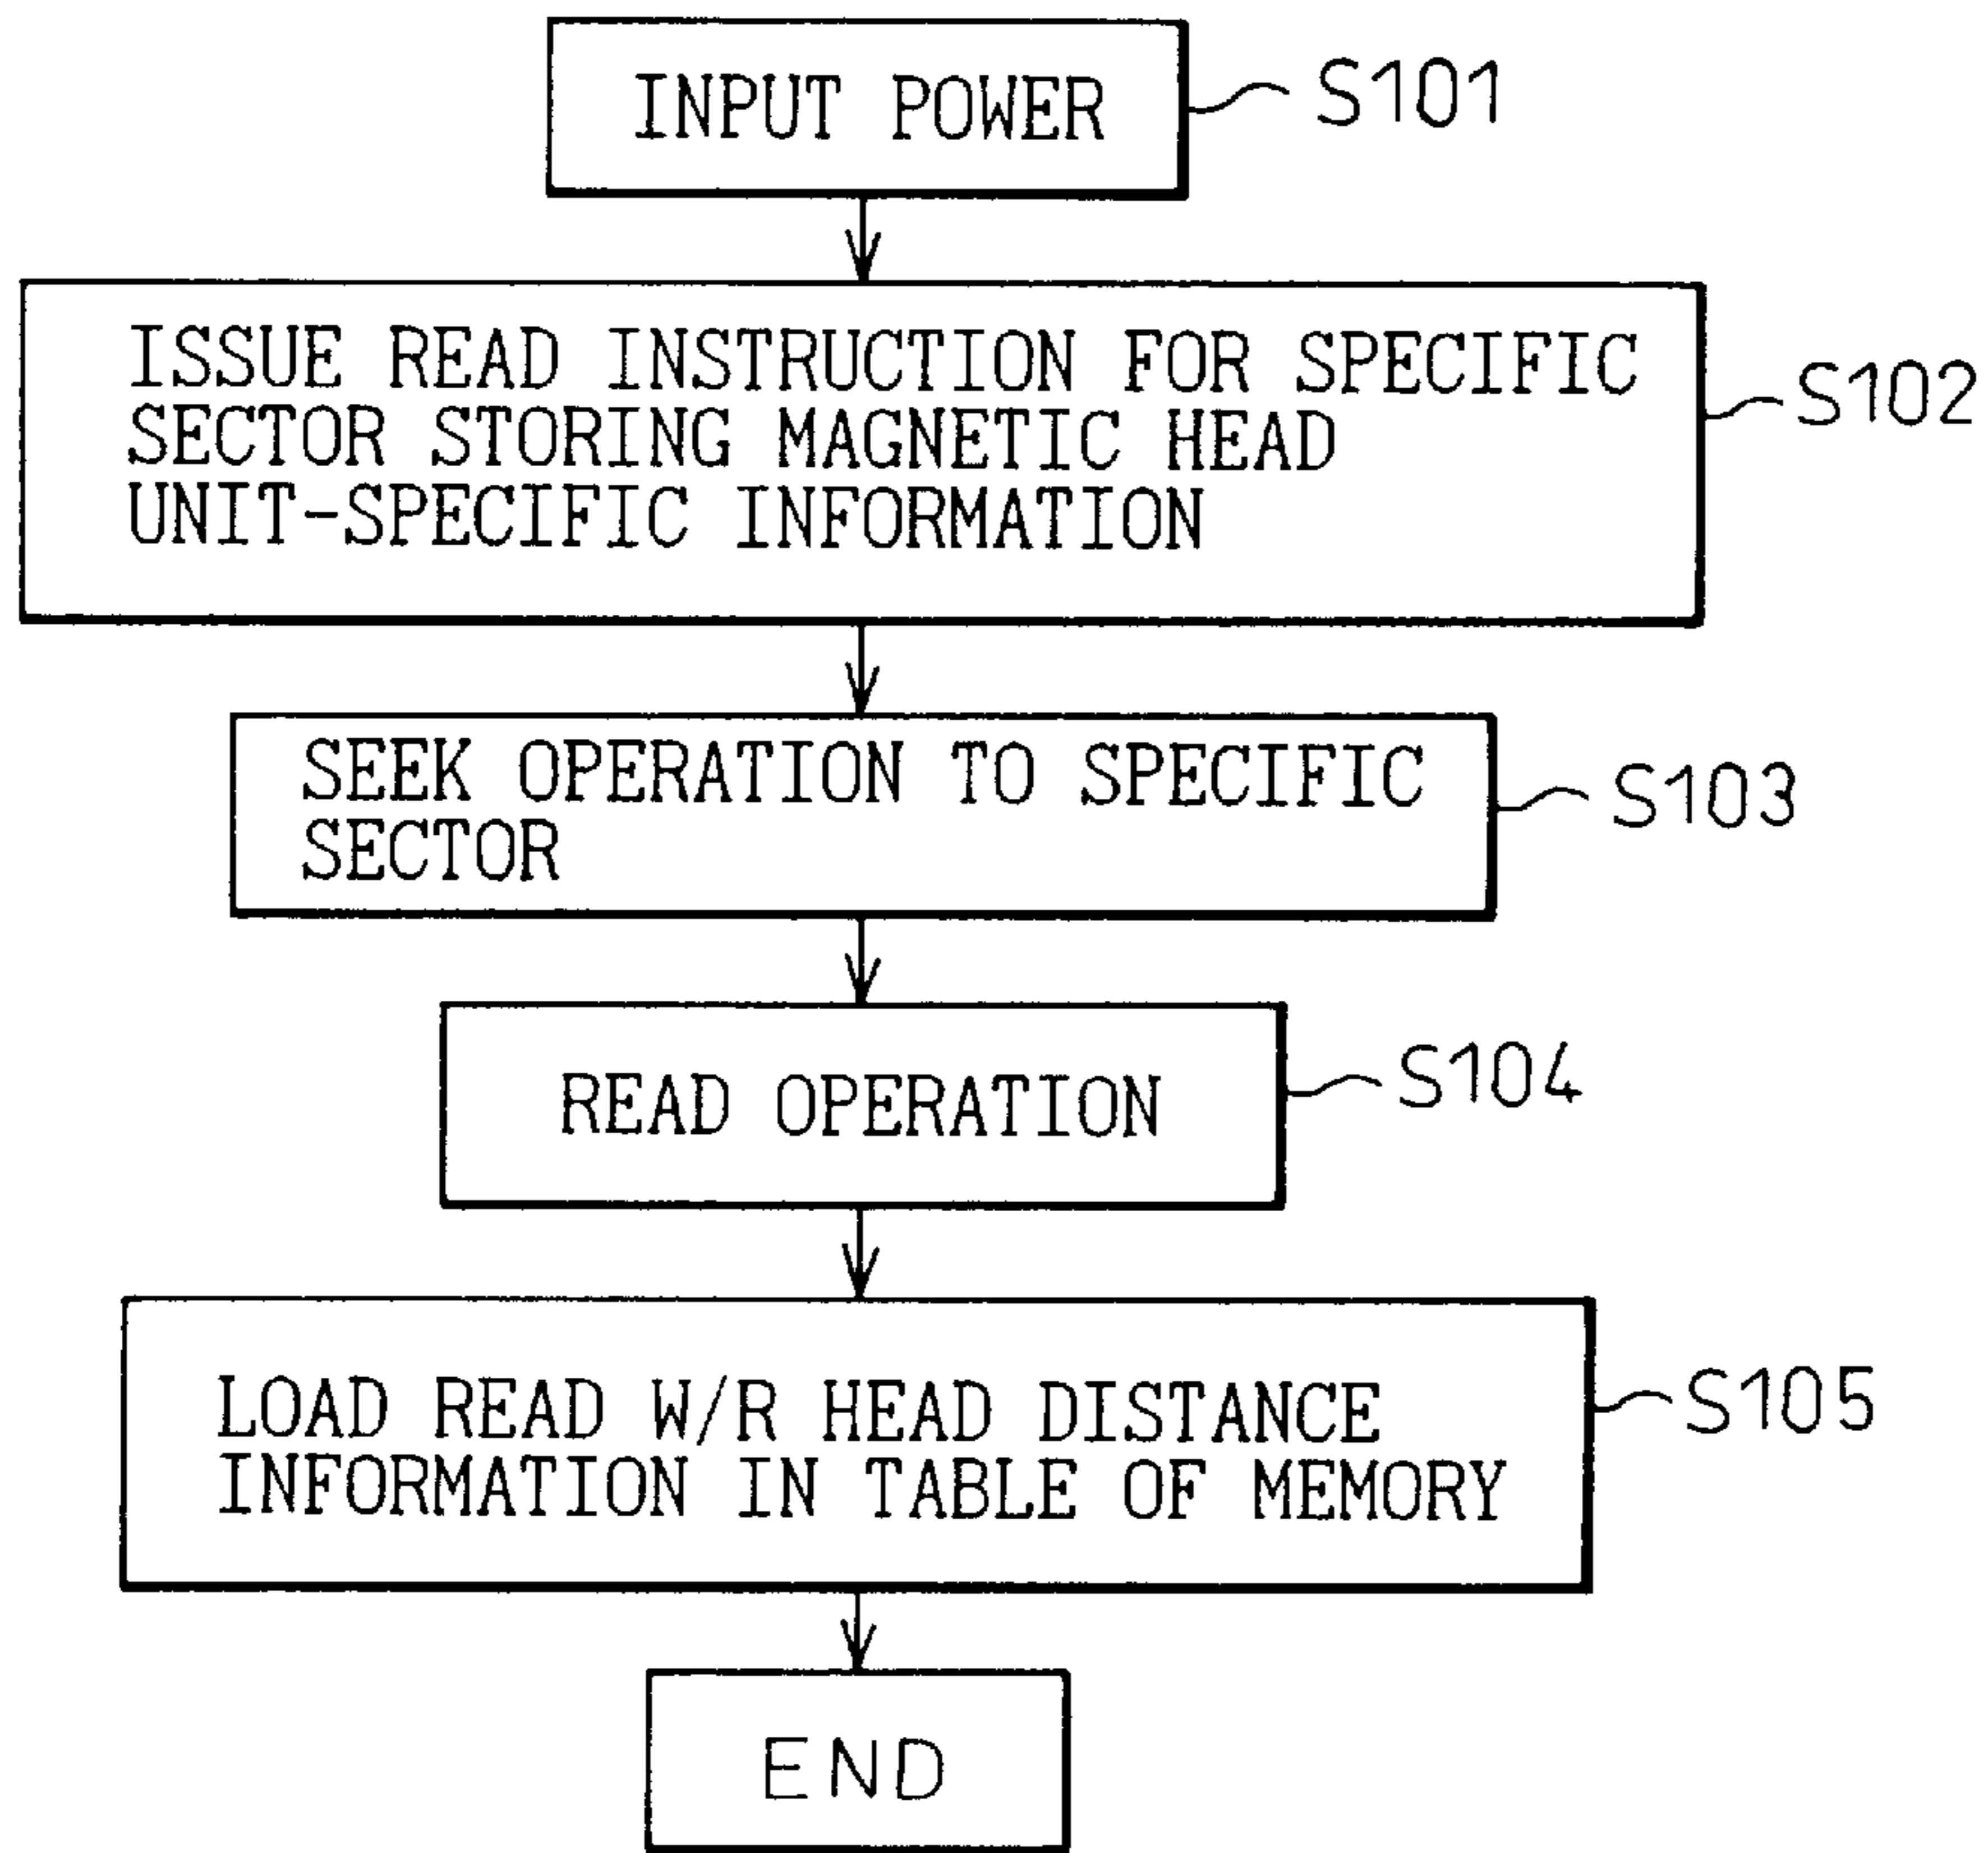 INPUT POWER
S101
ISSUE READ INSTRUCTION FOR SPECIFIC
SECTOR STORING MAGNETIC HEAD
UNIT-SPECIFIC INFORMATION
S102
SEEK OPERATION TO SPECIFIC
SECTOR
S103
READ OPERATION
S104
LOAD READ W/R HEAD DISTANCE
INFORMATION IN TABLE OF MEMORY
S105
END